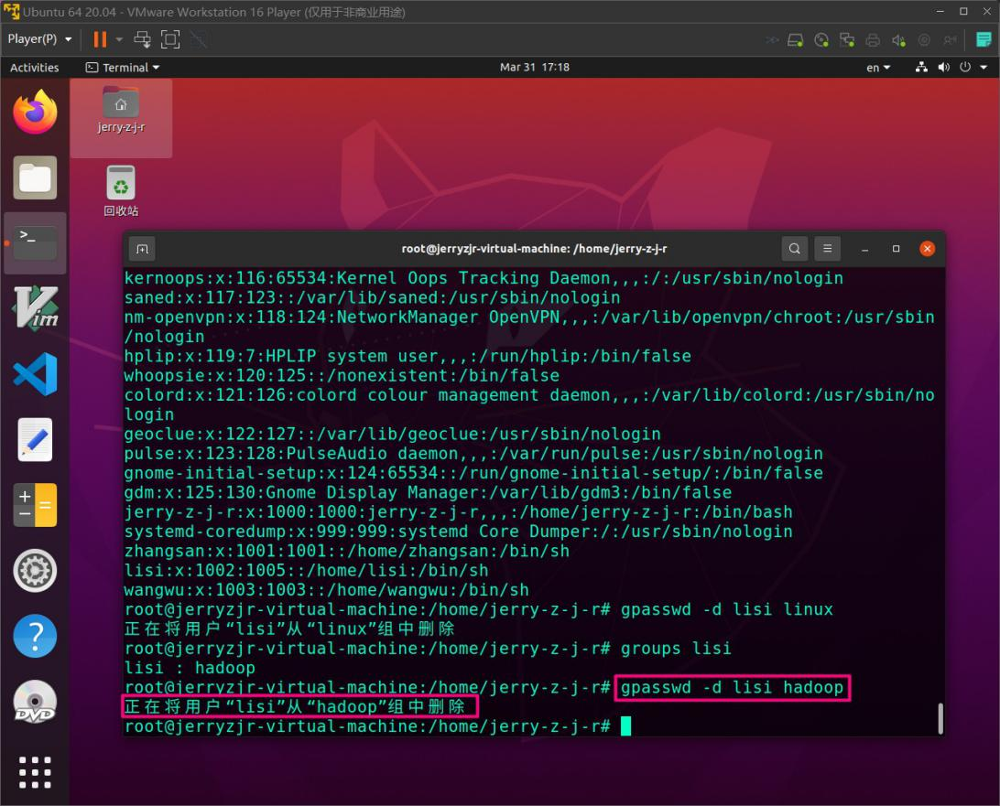 Ubuntu 64 20.04 - VMware Workstation 16 Player (仅用于非商业用途)
Player(P)
Activities
Terminal
Mar 31 17:18
en
jerry-z-j-r
回收站
root@jerryzjr-virtual-machine: /home/jerry-z-j-r
kernoops:x:116:65534:Kernel Oops Tracking Daemon,,,:/:/usr/sbin/nologin
saned:x:117:123::/var/lib/saned:/usr/sbin/nologin
nm-openvpn:x:118:124:NetworkManager OpenVPN,,,:/var/lib/openvpn/chroot:/usr/sbin
/nologin
hplip:x:119:7:HPLIP system user,,,:/run/hplip:/bin/false
whoopsie:x:120:125::/nonexistent:/bin/false
colord:x:121:126:colord colour management daemon,,,:/var/lib/colord:/usr/sbin/no
login
geoclue:x:122:127::/var/lib/geoclue:/usr/sbin/nologin
pulse:x:123:128:PulseAudio daemon,,,:/var/run/pulse:/usr/sbin/nologin
gnome-initial-setup:x:124:65534::/run/gnome-initial-setup/:/bin/false
gdm:x:125:130:Gnome Display Manager:/var/lib/gdm3:/bin/false
jerry-z-j-r:x:1000:1000:jerry-z-j-r,,,:/home/jerry-z-j-r:/bin/bash
systemd-coredump:x:999:999:systemd Core Dumper:/:/usr/sbin/nologin
zhangsan:x:1001:1001::/home/zhangsan:/bin/sh
lisi:x:1002:1005::/home/lisi:/bin/sh
wangwu:x:1003:1003::/home/wangwu:/bin/sh
root@jerryzjr-virtual-machine:/home/jerry-z-j-r# gpasswd -d lisi linux
正在将用户“lisi”从“linux”组中删除
root@jerryzjr-virtual-machine:/home/jerry-z-j-r# groups lisi
lisi : hadoop
root@jerryzjr-virtual-machine:/home/jerry-z-j-r# gpasswd -d lisi hadoop
正在将用户“lisi”从“hadoop”组中删除
root@jerryzjr-virtual-machine:/home/jerry-z-j-r#
Vim
DVD